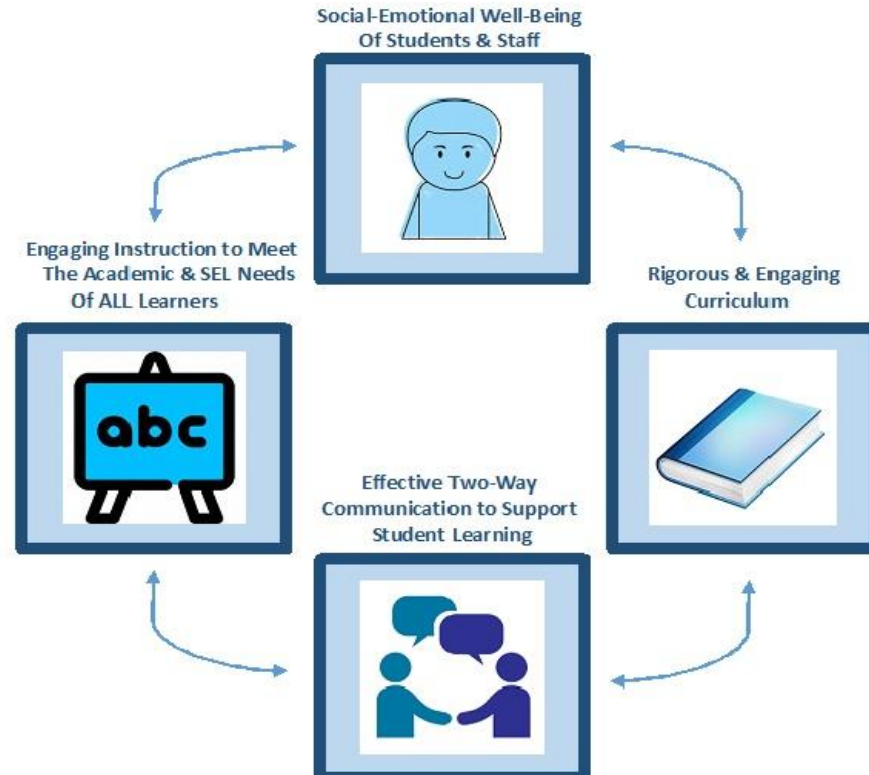 Social-Emotional Well-Being
Of Students & Staff
Engaging Instruction to Meet
The Academic & SEL Needs
Of ALL Learners
Rigorous & Engaging
Curriculum
abc
Effective Two-Way
Communication to Support
Student Learning